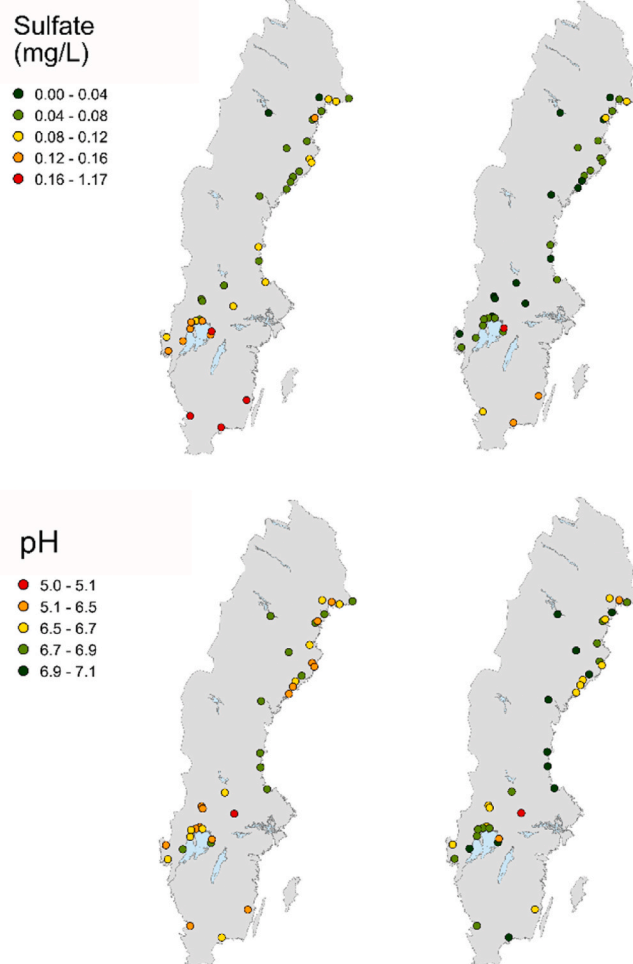 Sulfate
(mg/L)
0.00 - 0.04
0.04 - 0.08
0.08 - 0.12
0.12 - 0.16
0.16 - 1.17
pH
5.0 - 5.1
5.1 - 6.5
6.5 - 6.7
6.7 - 6.9
6.9 - 7.1